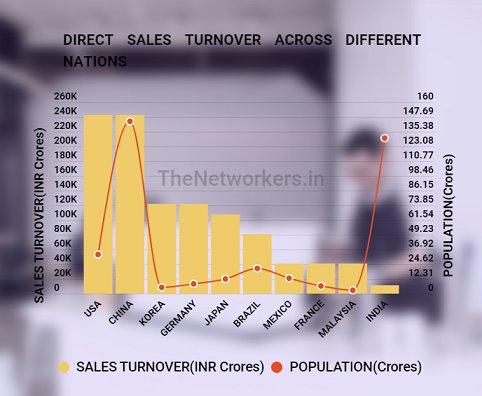 DIRECT SALES TURNOVER ACROSS DIFFERENT
NATIONS
SALES TURNOVER(INR Crores)
260K
240K
220K
200K
180K
160K
140K
120K
100K
80K
60K
40K
20K
0
TheNetworkers.in
160
147.69
135.38
123.08
110.77
98.46
86.15
73.85
61.54
49.23
36.92
24.62
12.31
0
POPULATION(Crores)
USA
CHINA
KOREA
GERMANY
JAPAN
BRAZIL
MEXICO
FRANCE
MALAYSIA
INDIA
SALES TURNOVER(INR Crores) POPULATION(Crores)